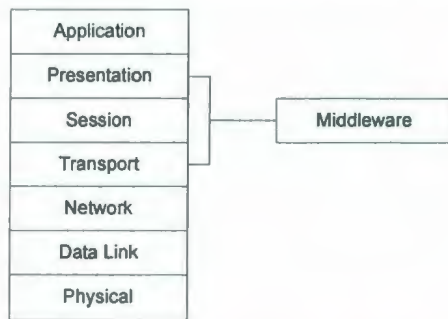 Application
Presentation
Session
Transport
Network
Data Link
Physical
Middleware